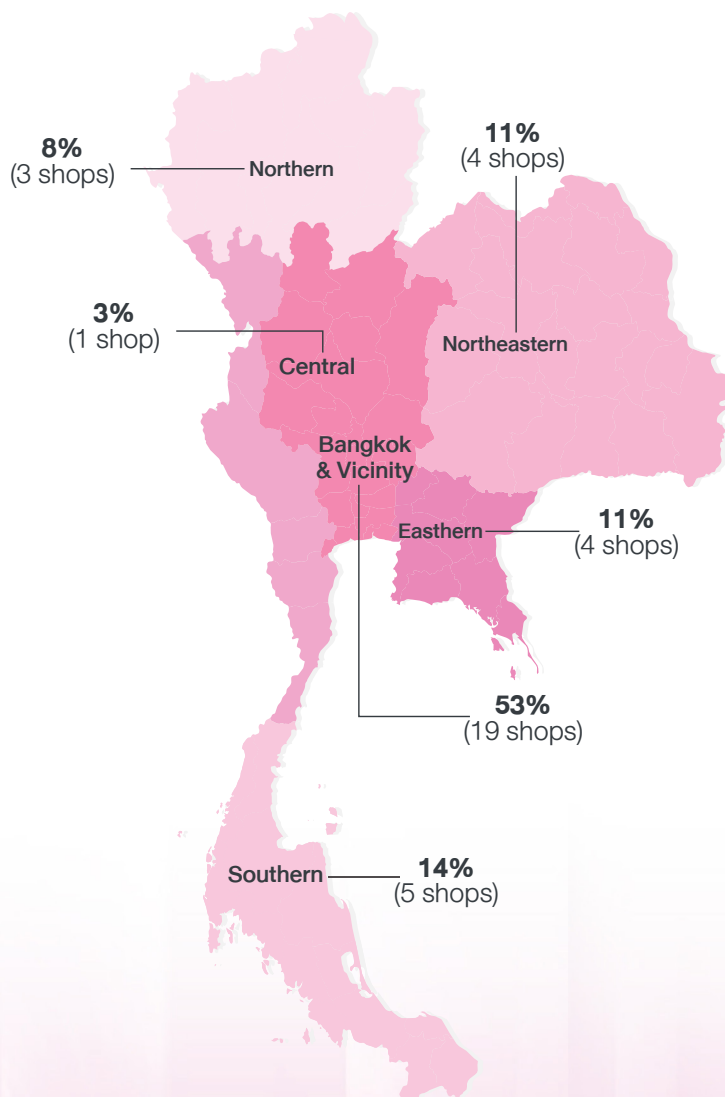 8%
(3 shops)
Northern
11%
(4 shops)
3%
(1 shop)
Central
Northeastern
Bangkok
& Vicinity
Easthern
11%
(4 shops)
53%
(19 shops)
Southern
14%
(5 shops)